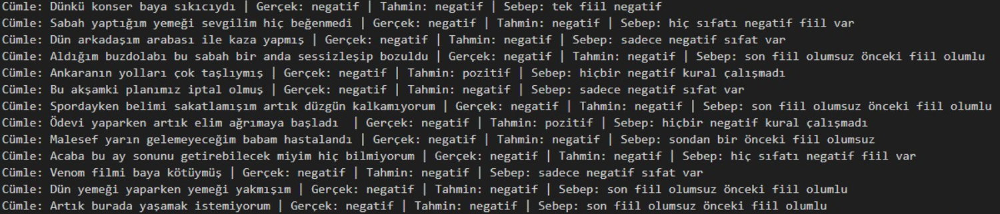 Cümle: Dünkü konser baya sıkıcıydı | Gerçek: negatif | Tahmin: negatif | Sebep: tek fiil negatif
Cümle: Sabah yaptığım yemeği sevgilim hiç beğenmedi | Gerçek: negatif | Tahmin: negatif | Sebep: hiç sıfatı negatif fiil var
Cümle: Dün arkadaşım arabası ile kaza yapmış | Gerçek: negatif | Tahmin: negatif | Sebep: sadece negatif sıfat var
Cümle: Aldığım buzdolabı bu sabah bir anda sessizleşip bozuldu | Gerçek: negatif | Tahmin: negatif | Sebep: son fiil olumsuz önceki fiil olumlu
Cümle: Ankaranın yolları çok taşlıymış | Gerçek: negatif | Tahmin: pozitif | Sebep: hiçbir negatif kural çalışmadı
Cümle: Bu akşamki planımız iptal olmuş | Gerçek: negatif | Tahmin: negatif | Sebep: sadece negatif sıfat var
Cümle: Spordayken belimi sakatlamışım artık düzgün kalkamıyorum | Gerçek: negatif | Tahmin: negatif | Sebep: son fiil olumsuz önceki fiil olumlu
Cümle: Ödevi yaparken artık elim ağrımaya başladı  | Gerçek: negatif | Tahmin: pozitif | Sebep: hiçbir negatif kural çalışmadı
Cümle: Malesef yarın gelemeyeceğim babam hastalandı | Gerçek: negatif | Tahmin: negatif | Sebep: sondan bir önceki fiil olumsuz
Cümle: Acaba bu ay sonunu getirebilecek miyim hiç bilmiyorum | Gerçek: negatif | Tahmin: negatif | Sebep: hiç sıfatı negatif fiil var
Cümle: Venom filmi baya kötüymüş | Gerçek: negatif | Tahmin: negatif | Sebep: sadece negatif sıfat var
Cümle: Dün yemeği yaparken yemeği yakmışım | Gerçek: negatif | Tahmin: negatif | Sebep: son fiil olumsuz önceki fiil olumlu
Cümle: Artık burada yaşamak istemiyorum | Gerçek: negatif | Tahmin: negatif | Sebep: son fiil olumsuz önceki fiil olumlu